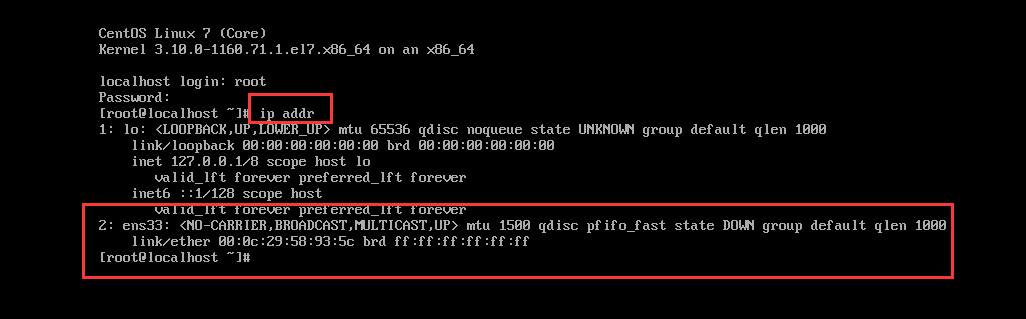 CentOS Linux 7 (Core)
Kernel 3.10.0-1160.71.1.el7.x86_64 on an x86_64
localhost login: root
Password:
[root@localhost ~]# ip addr
1: lo: <LOOPBACK,UP,LOWER_UP> mtu 65536 qdisc noqueue state UNKNOWN group default qlen 1000
link/loopback 00:00:00:00:00:00 brd 00:00:00:00:00:00
inet 127.0.0.1/8 scope host lo
valid_lft forever preferred_lft forever
inet6 ::1/128 scope host
valid_lft forever preferred_lft forever
2: ens33: <NO-CARRIER,BROADCAST,MULTICAST,UP> mtu 1500 qdisc pfifo_fast state DOWN group default qlen 1000
link/ether 00:0c:29:58:93:5c brd ff:ff:ff:ff:ff:ff
[root@localhost ~]#